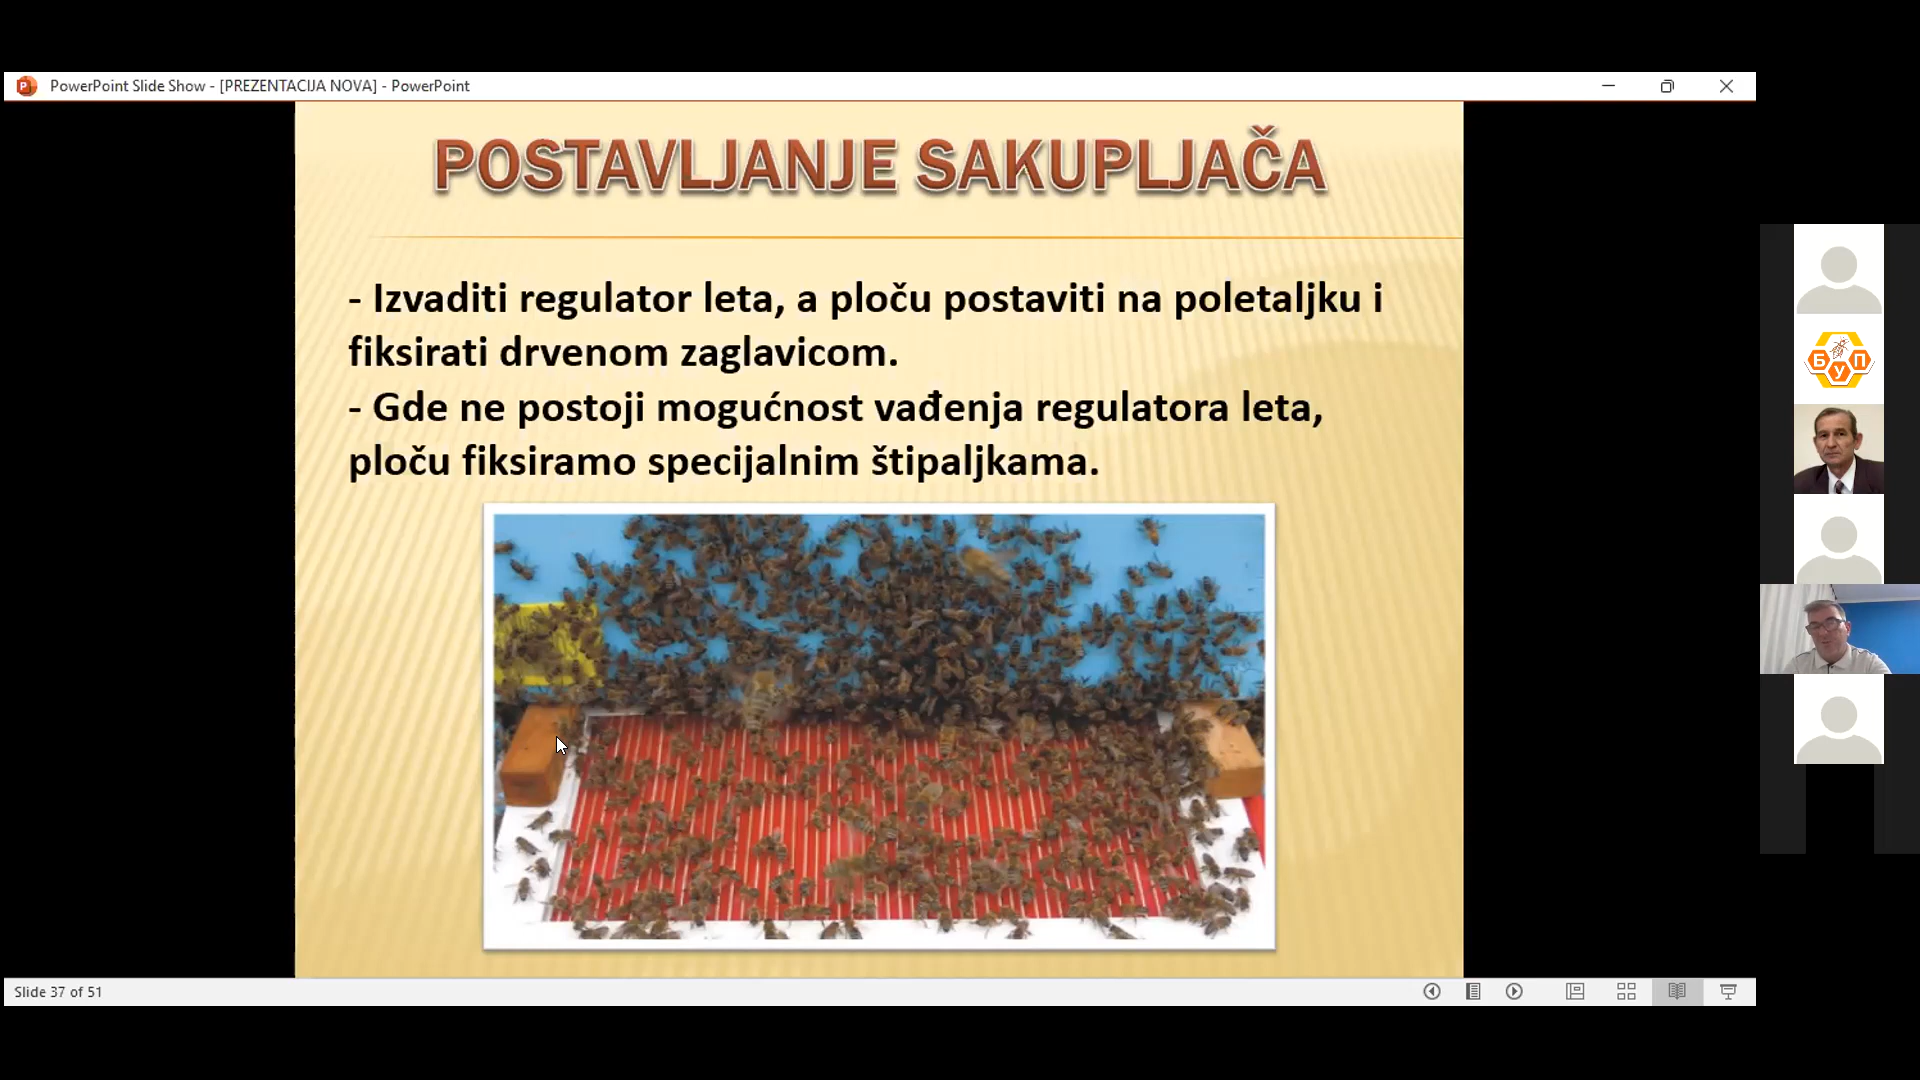 PowerPoint Slide Show - [PREZENTACIJA NOVA] - PowerPoint
POSTAVLJANJE SAKUPLJAČA
- Izvaditi regulator leta, a ploču postaviti na poletaljku i
fiksirati drvenom zaglavicom.
- Gde ne postoji mogućnost vađenja regulatora leta,
ploču fiksiramo specijalnim štipaljkama.
Б У П
Slide 37 of 51